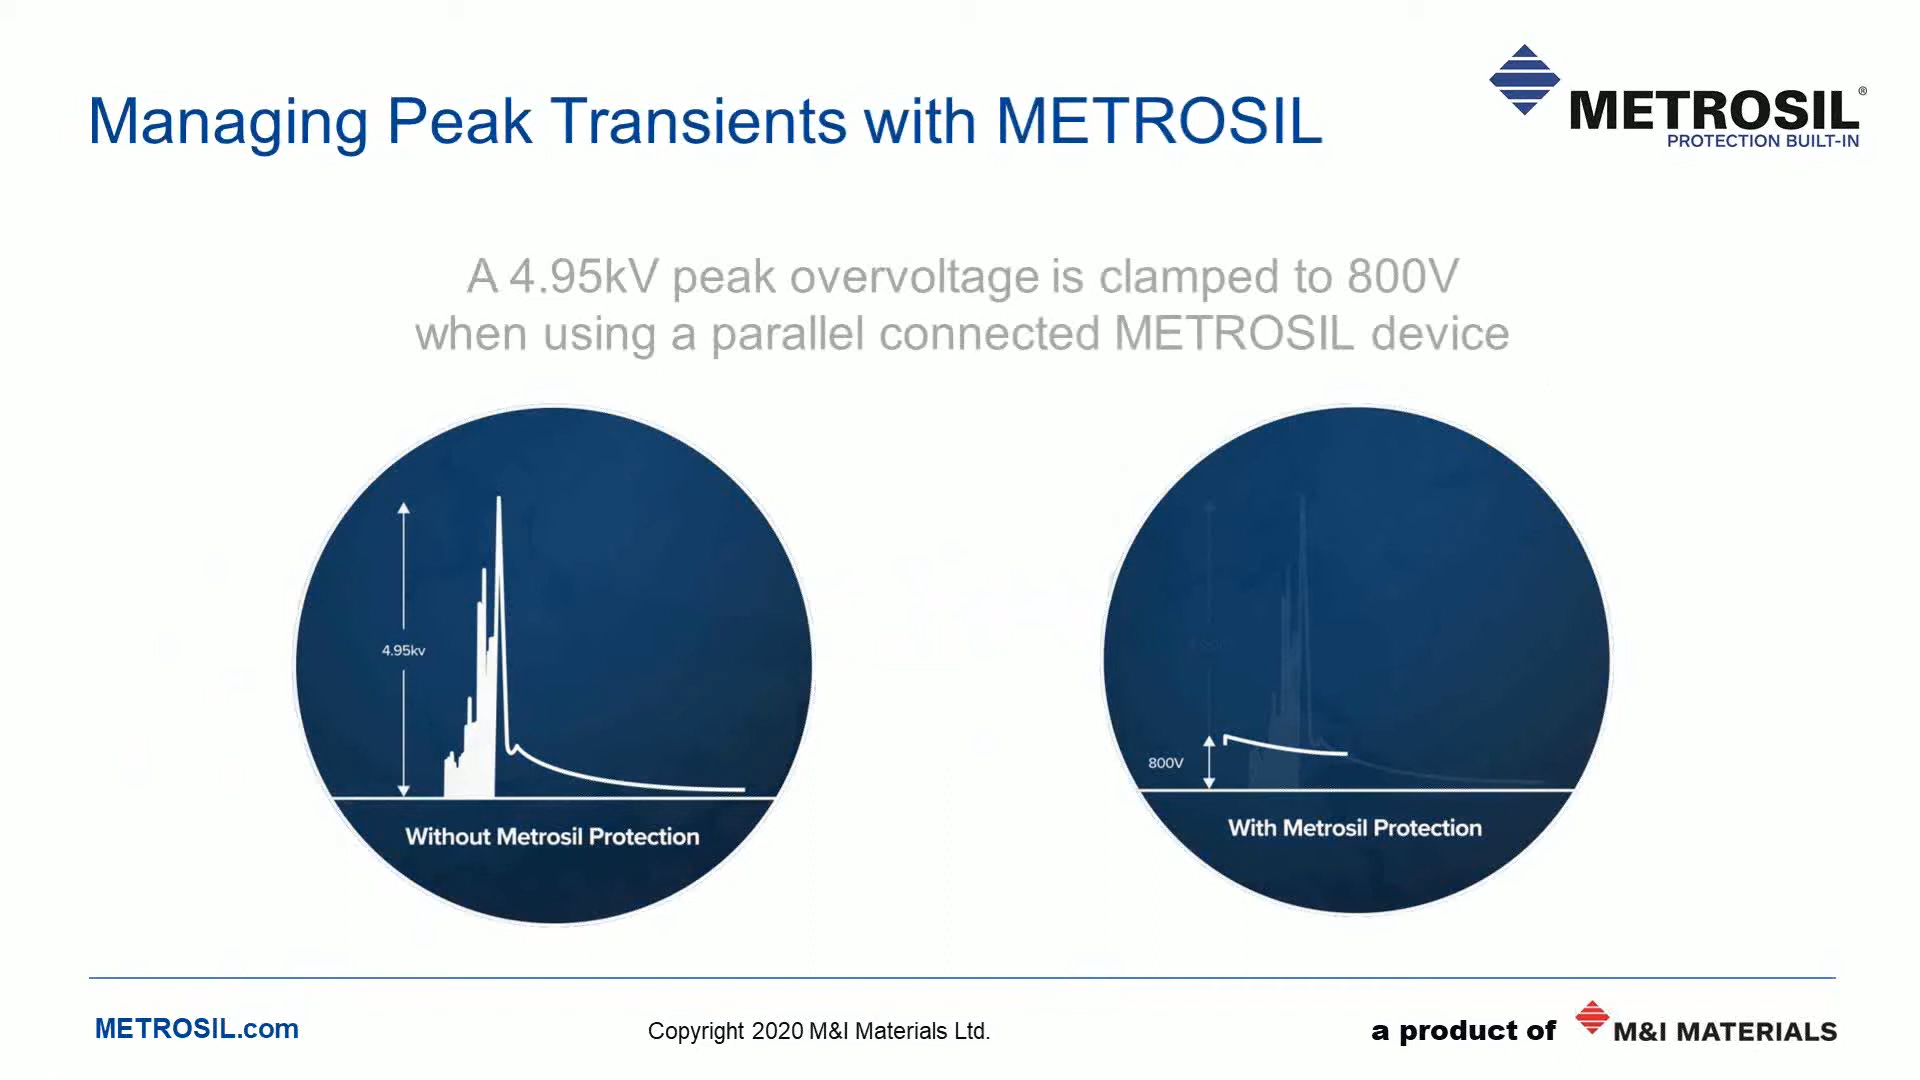 Managing Peak Transients with METROSIL
METROSIL®
PROTECTION BUILT-IN
A 4.95kV peak overvoltage is clamped to 800V
when using a parallel connected METROSIL device
4.95kv
Without Metrosil Protection
800V
With Metrosil Protection
METROSIL.com
Copyright 2020 M&I Materials Ltd.
a product of
M&I MATERIALS